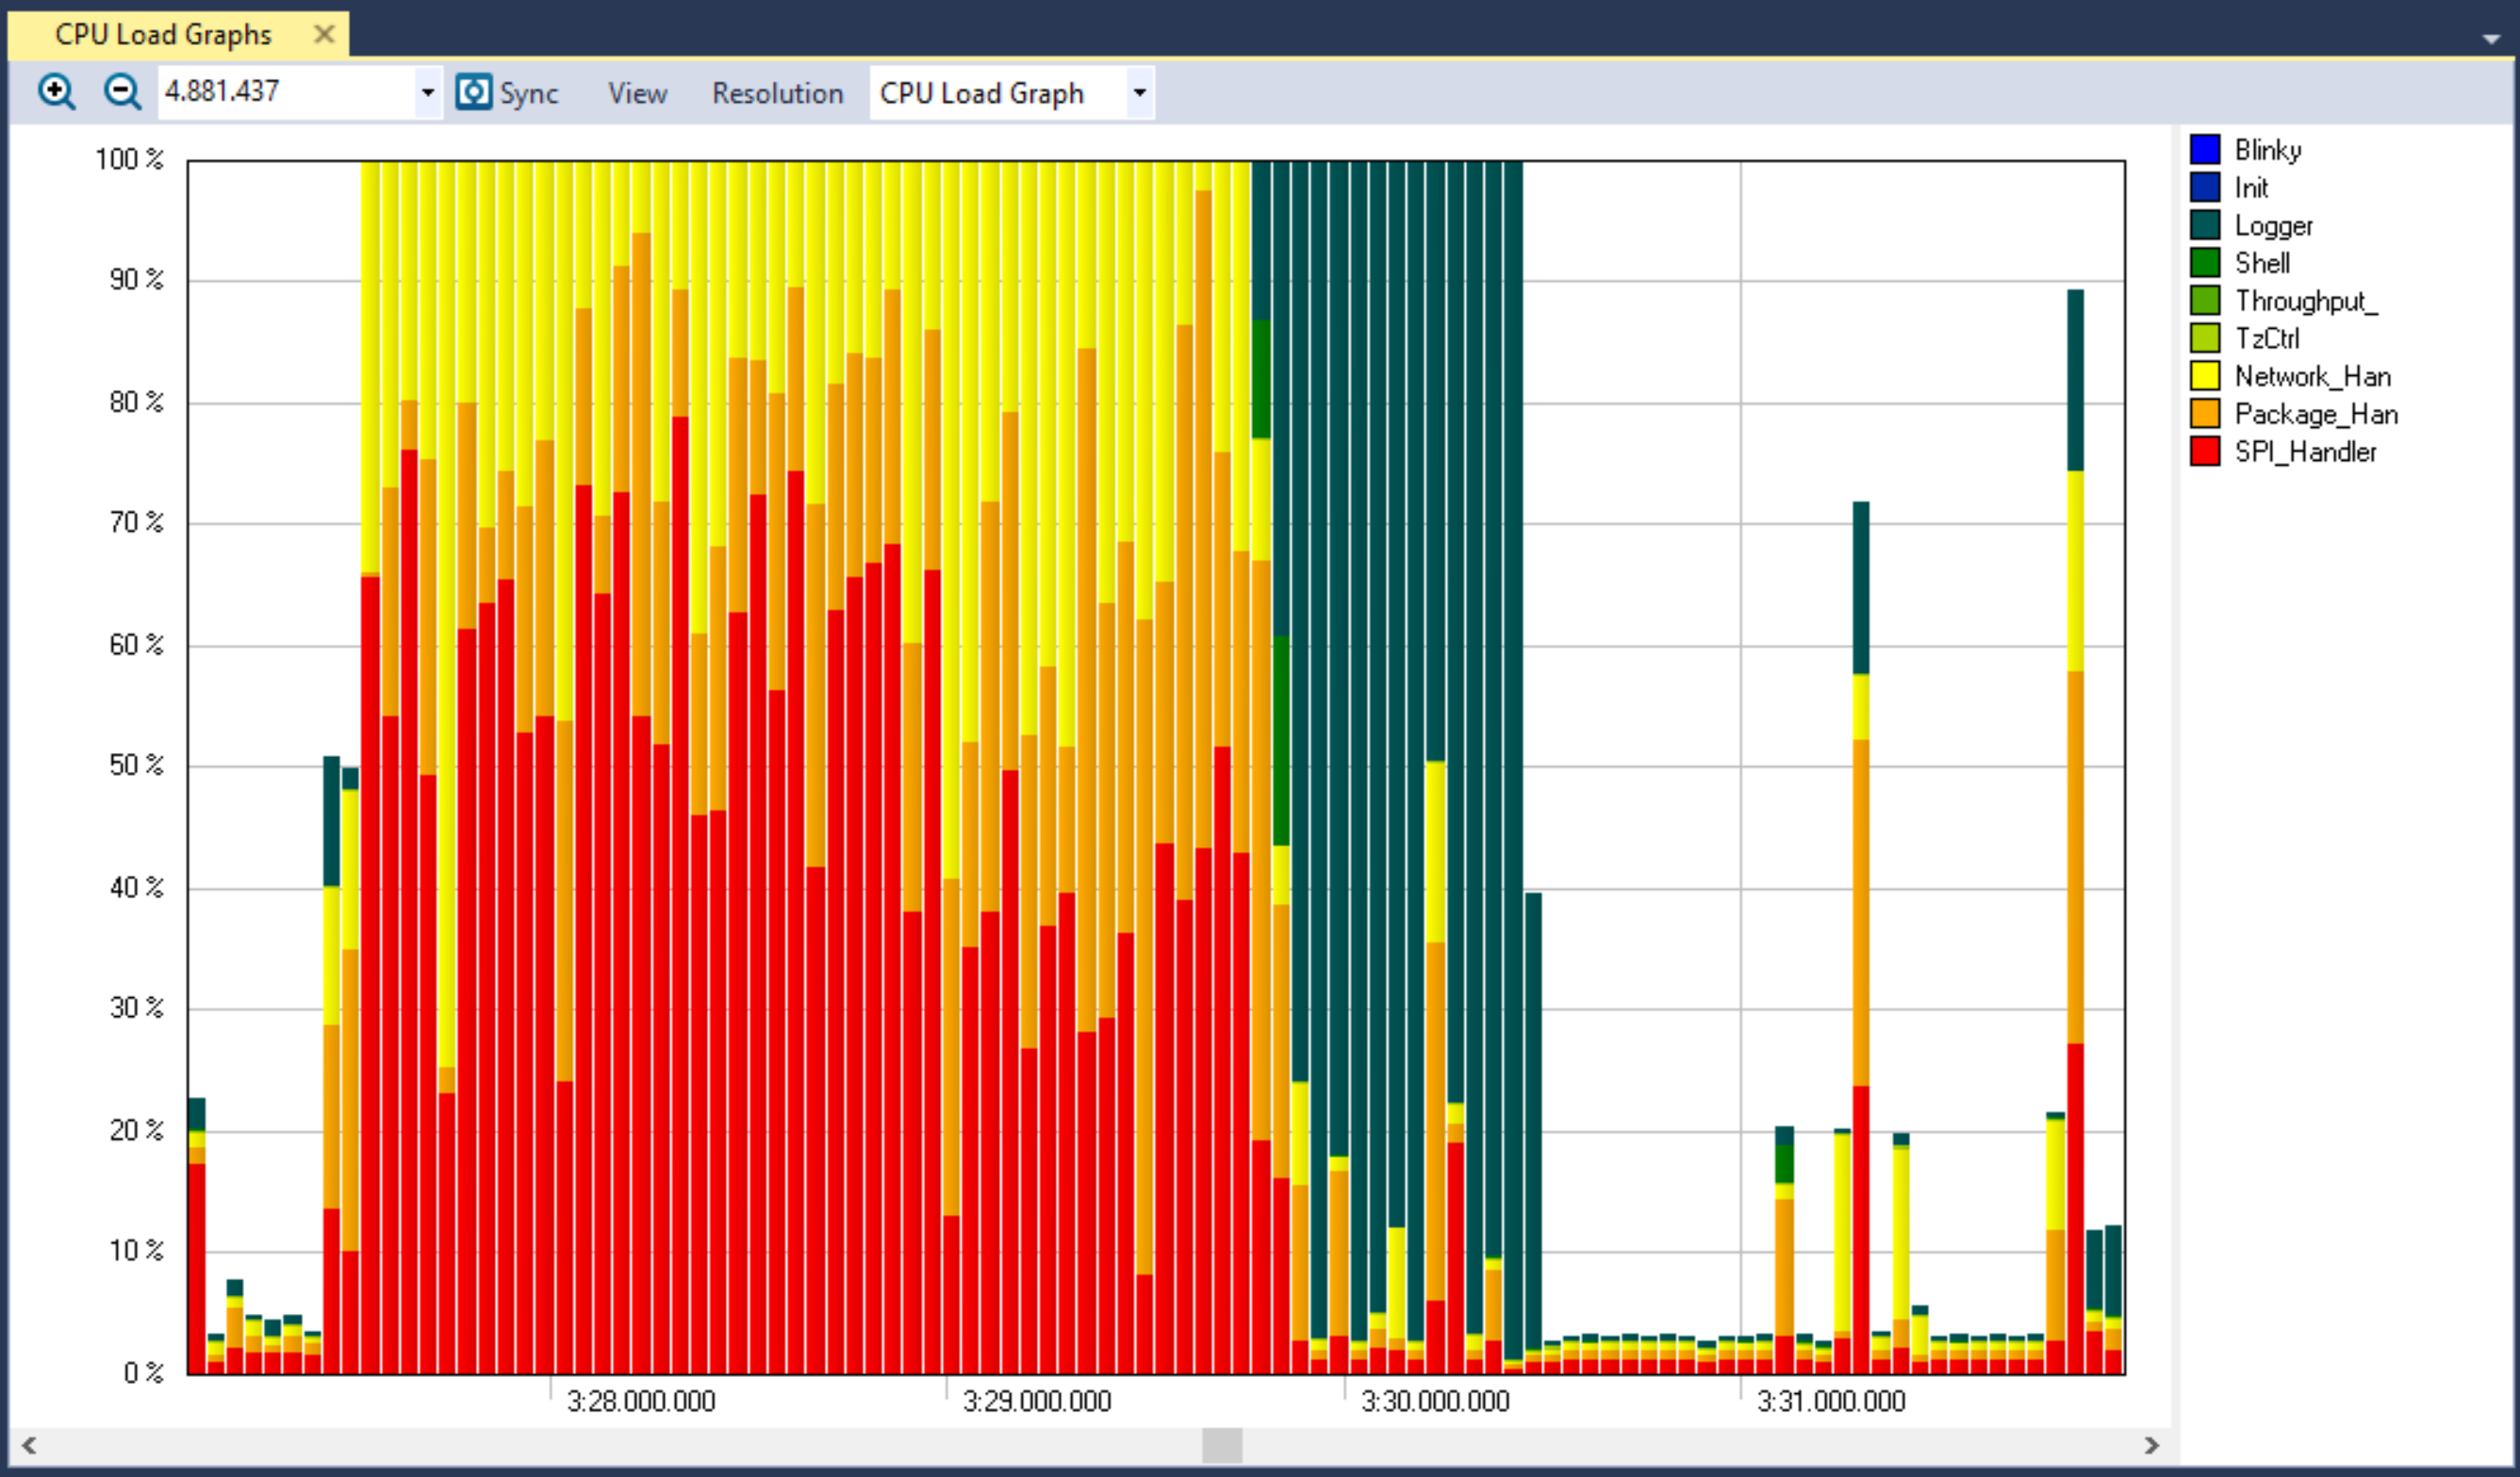 CPU Load Graphs
4.881.437 Sync View Resolution CPU Load Graph
100 %
90 %
80 %
70 %
60 %
50 %
40 %
30 %
20 %
10 %
0 %
3:28.000.000 3:29.000.000 3:30.000.000 3:31.000.000
Blinky
Init
Logger
Shell
Throughput_
TzCtrl
Network_Han
Package_Han
SPI_Handler